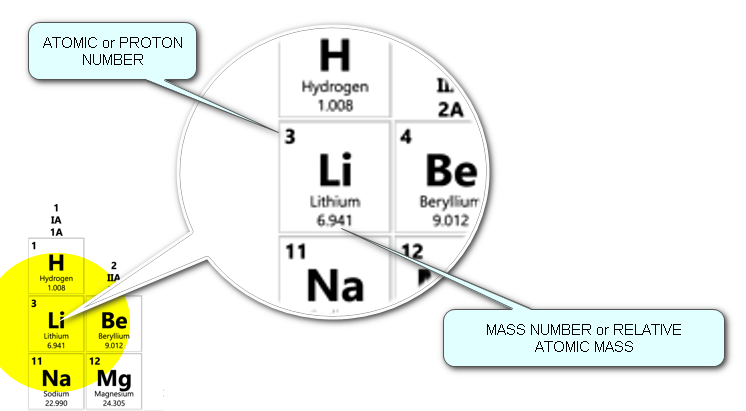 ATOMIC or PROTON
NUMBER
H
Hydrogen
1.008
2A
3
Li
Lithium
6.941
4
Be
9.012
11
Na
12
MASS NUMBER or RELATIVE
ATOMIC MASS
1
IA
1A
1
H
Hydrogen
1.008
2
IIA
3
Li
Lithium
6.941
Be
Beryllium
9.012
11
Na
Sodium
22.990
12
Mg
Magnesium
24.305